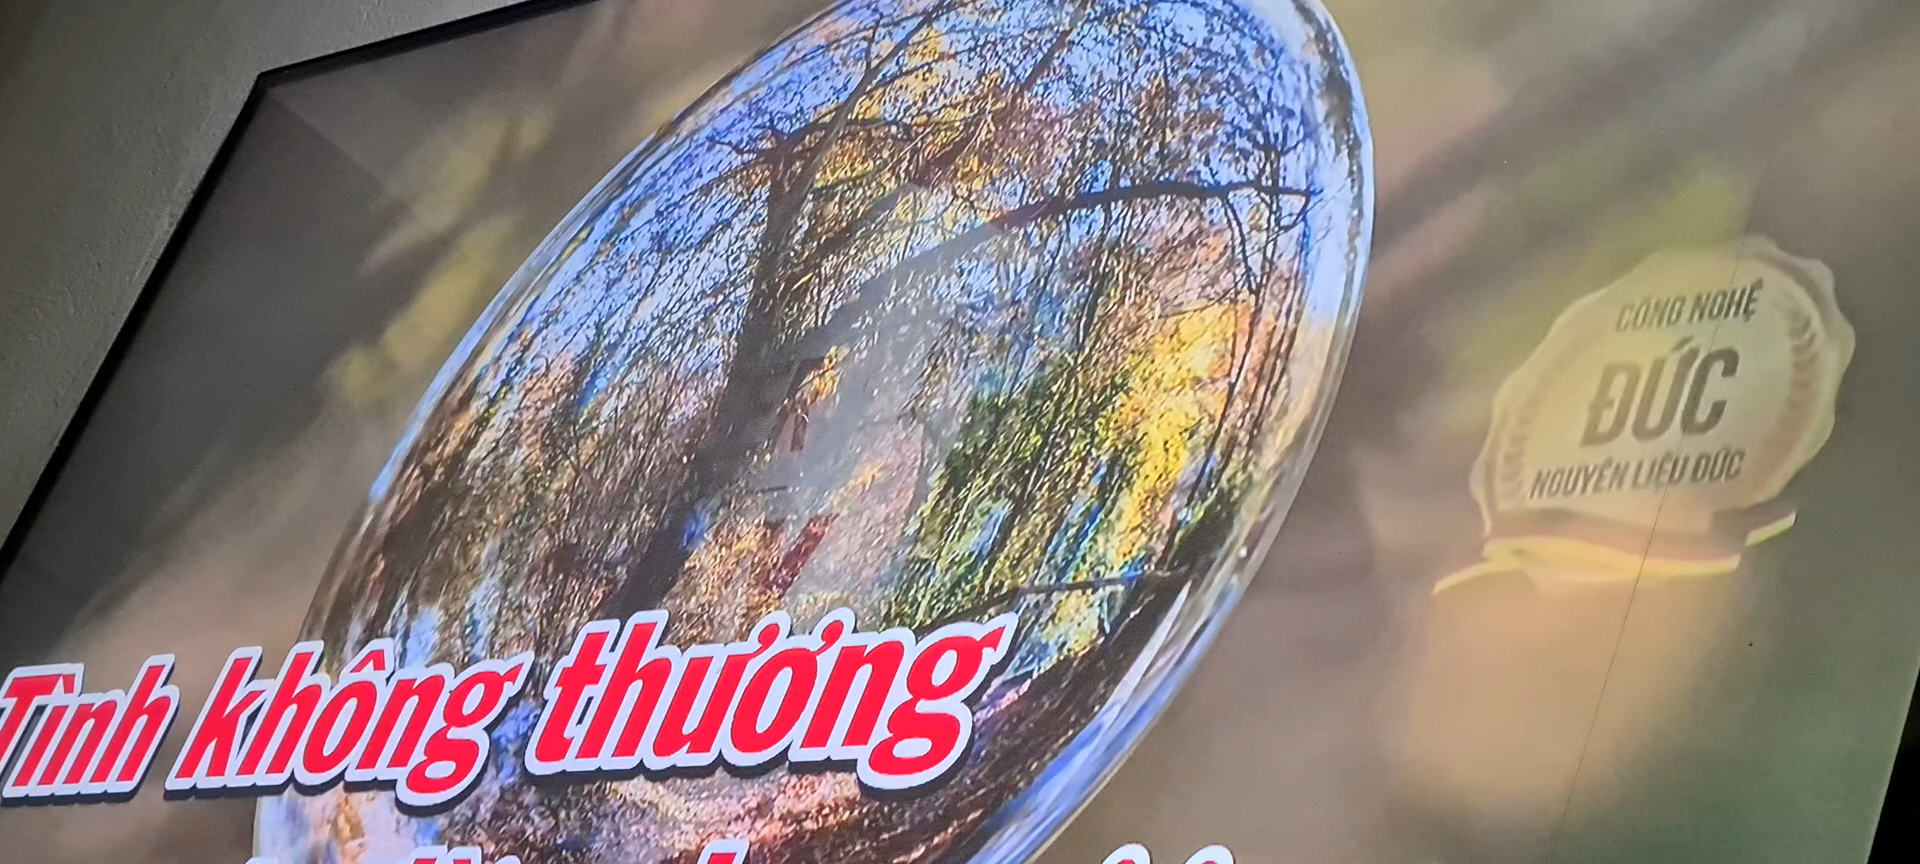 CÔNG NGHỆ
ĐỨC
NGUYÊN LIỆU ĐỨC
Tình không thương